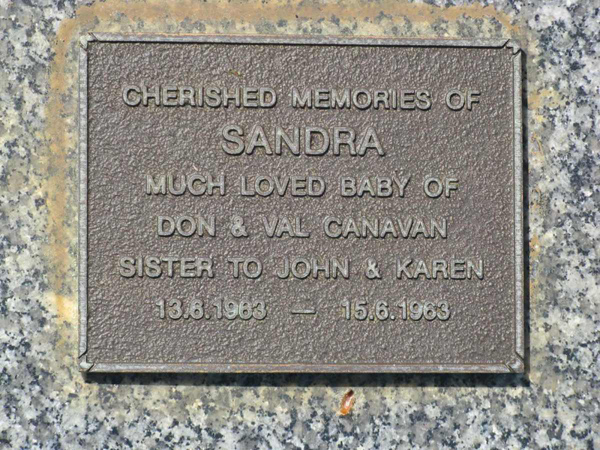 CHERISHED MEMORIES OF
SANDRA
MUCH LOVED BABY OF
DON & VAL CANAVAN
SISTER TO JOHN & KAREN
13.6.1963 — 15.6.1963